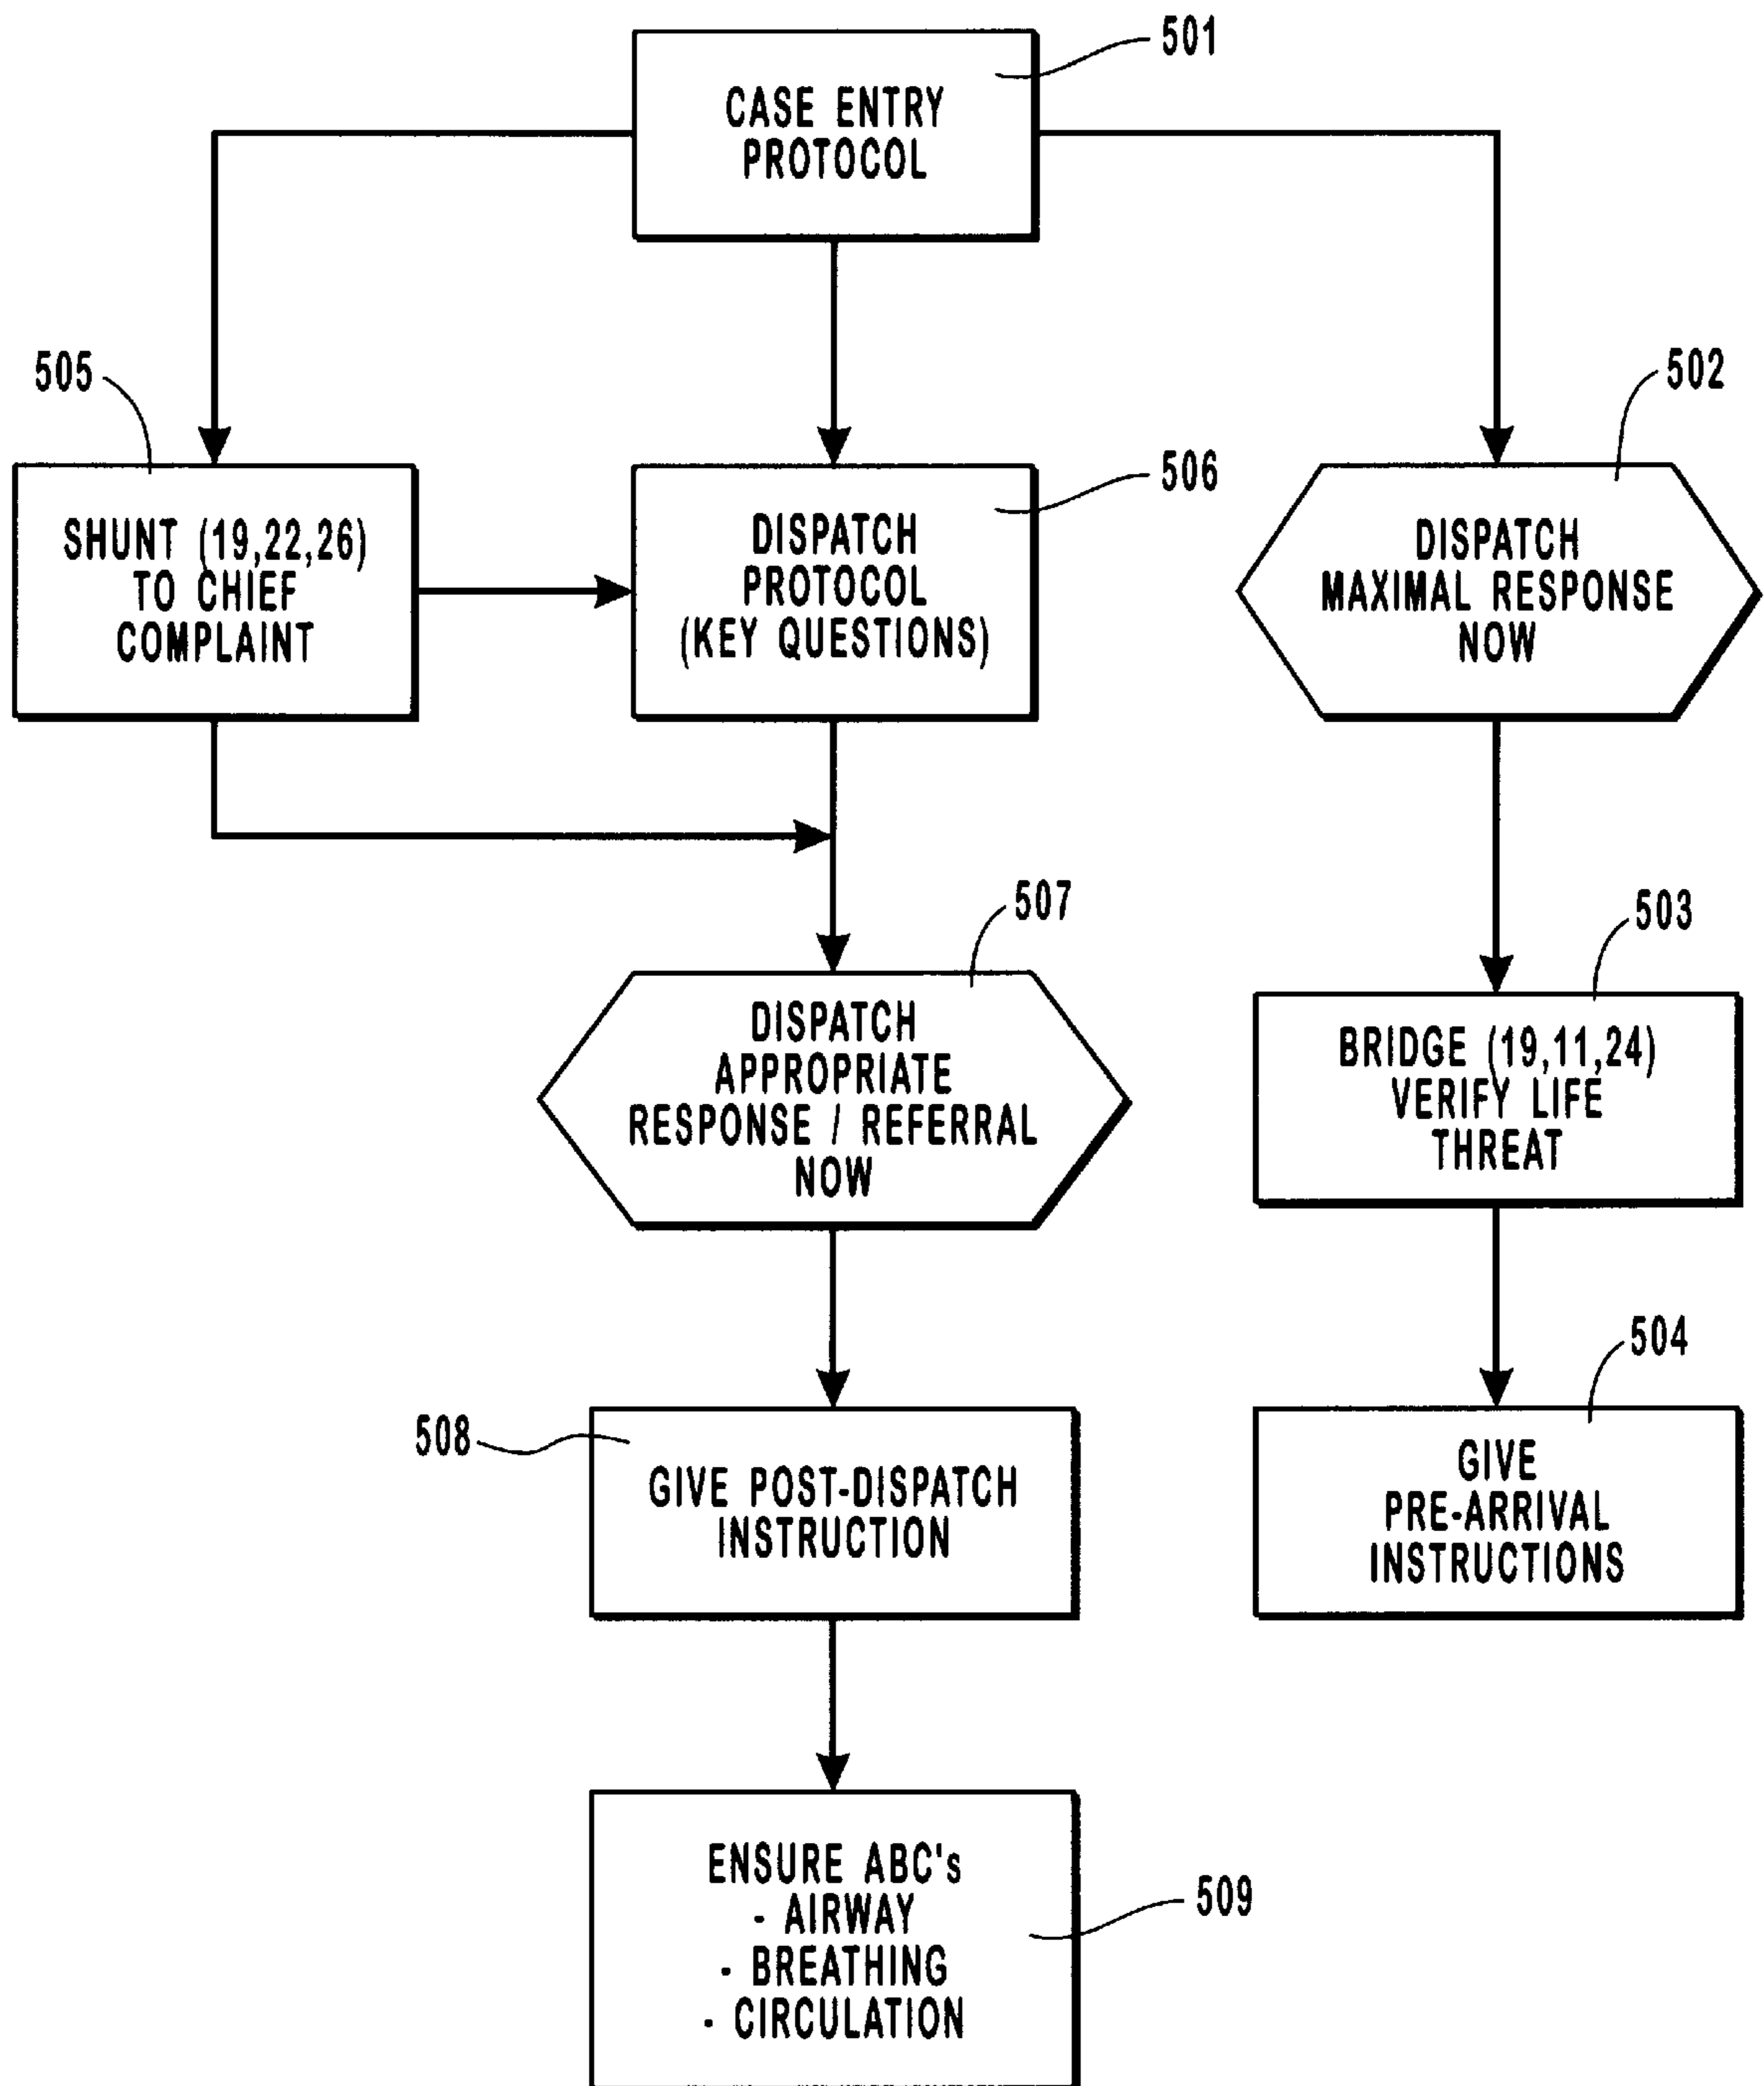 501
CASE ENTRY
PROTOCOL
505
502
506
SHUNT (19,22,26)
TO CHIEF
COMPLAINT
DISPATCH
PROTOCOL
(KEY QUESTIONS)
DISPATCH
MAXIMAL RESPONSE
NOW
507
503
DISPATCH
APPROPRIATE
RESPONSE / REFERRAL
NOW
BRIDGE (19,11,24)
VERIFY LIFE
THREAT
504
508
GIVE POST-DISPATCH
INSTRUCTION
GIVE
PRE-ARRIVAL
INSTRUCTIONS
ENSURE ABC's
- AIRWAY
- BREATHING
- CIRCULATION
509